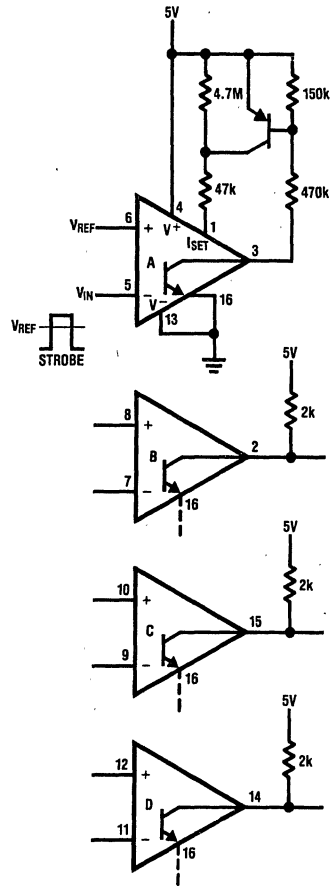 5V
4.7M
150k
47k
470k
4
1
6
V+
ISET
VREF
+
3
A
VIN
5
−
V−
16
13
VREF
STROBE
5V
2k
8
+
2
B
7
−
16
5V
2k
10
+
15
C
9
−
16
5V
2k
12
+
14
D
11
−
16